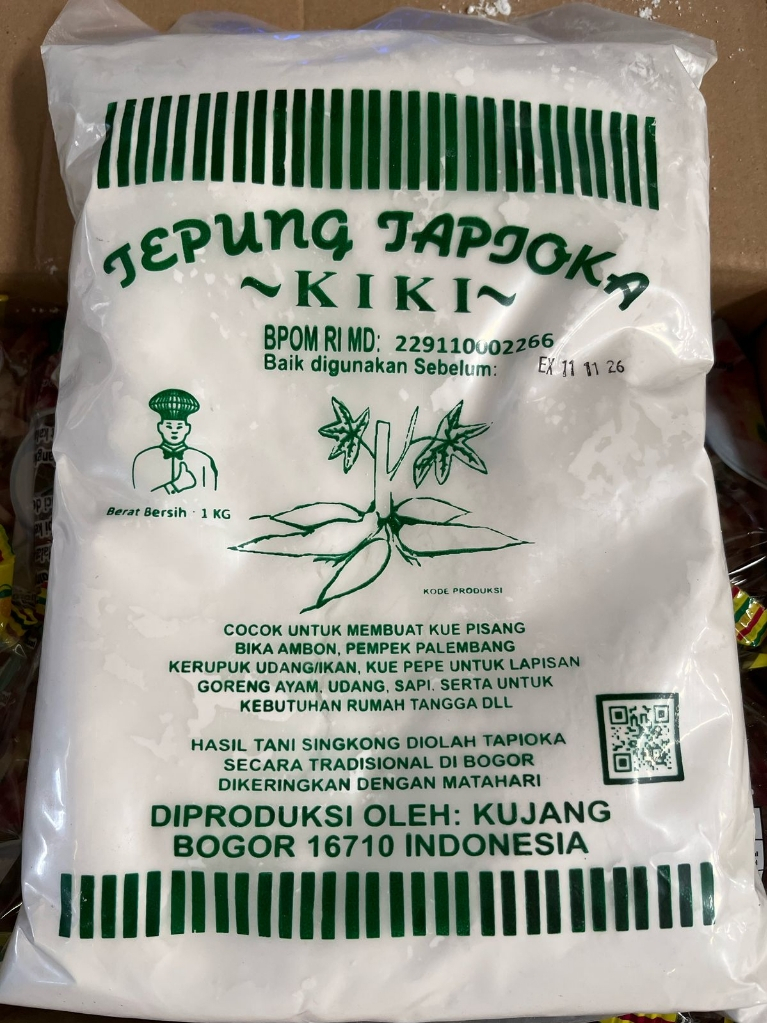 TEPUNG TAPIOKA
~KIKI~
BPOM RI MD: 229110002266
Baik digunakan Sebelum: EX 11 11 26
Berat Bersih : 1 KG
KODE PRODUKSI
COCOK UNTUK MEMBUAT KUE PISANG
BIKA AMBON, PEMPEK PALEMBANG
KERUPUK UDANG/IKAN, KUE PEPE UNTUK LAPISAN
GORENG AYAM, UDANG, SAPI. SERTA UNTUK
KEBUTUHAN RUMAH TANGGA DLL
HASIL TANI SINGKONG DIOLAH TAPIOKA
SECARA TRADISIONAL DI BOGOR
DIKERINGKAN DENGAN MATAHARI
DIPRODUKSI OLEH: KUJANG
BOGOR 16710 INDONESIA